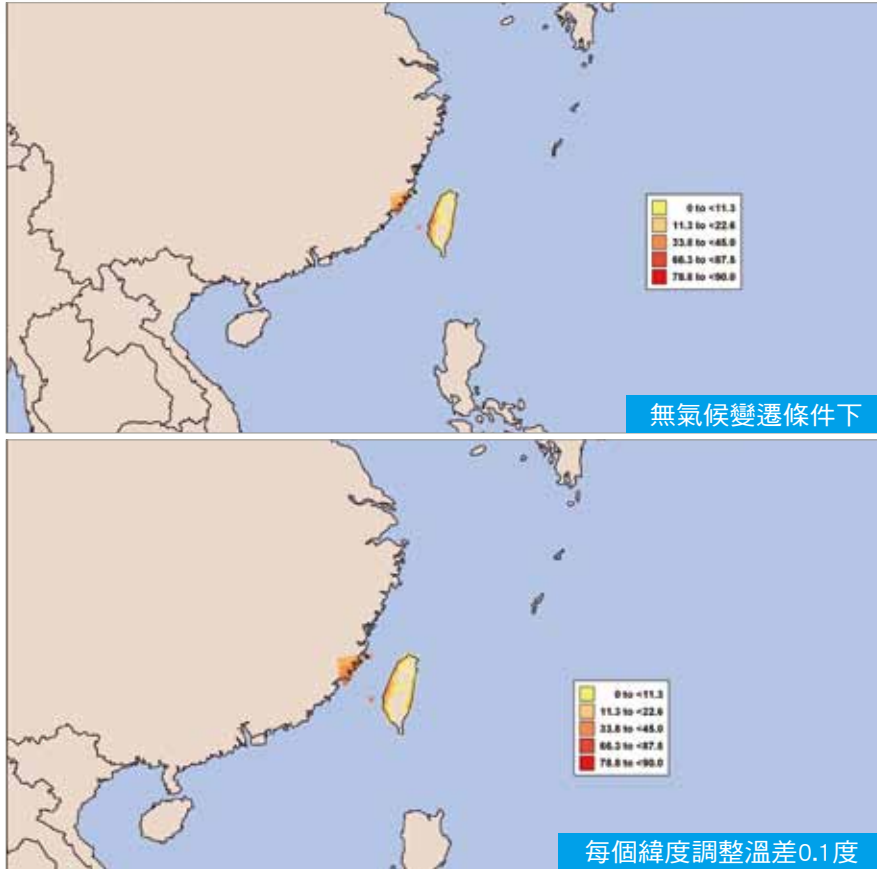 0 to <11.3
11.3 to <22.6
33.8 to <45.0
66.3 to <87.8
78.8 to <90.0
無氣候變遷條件下
0 to <11.3
11.3 to <22.6
33.8 to <45.0
66.3 to <87.8
78.8 to <90.0
每個緯度調整溫差0.1度